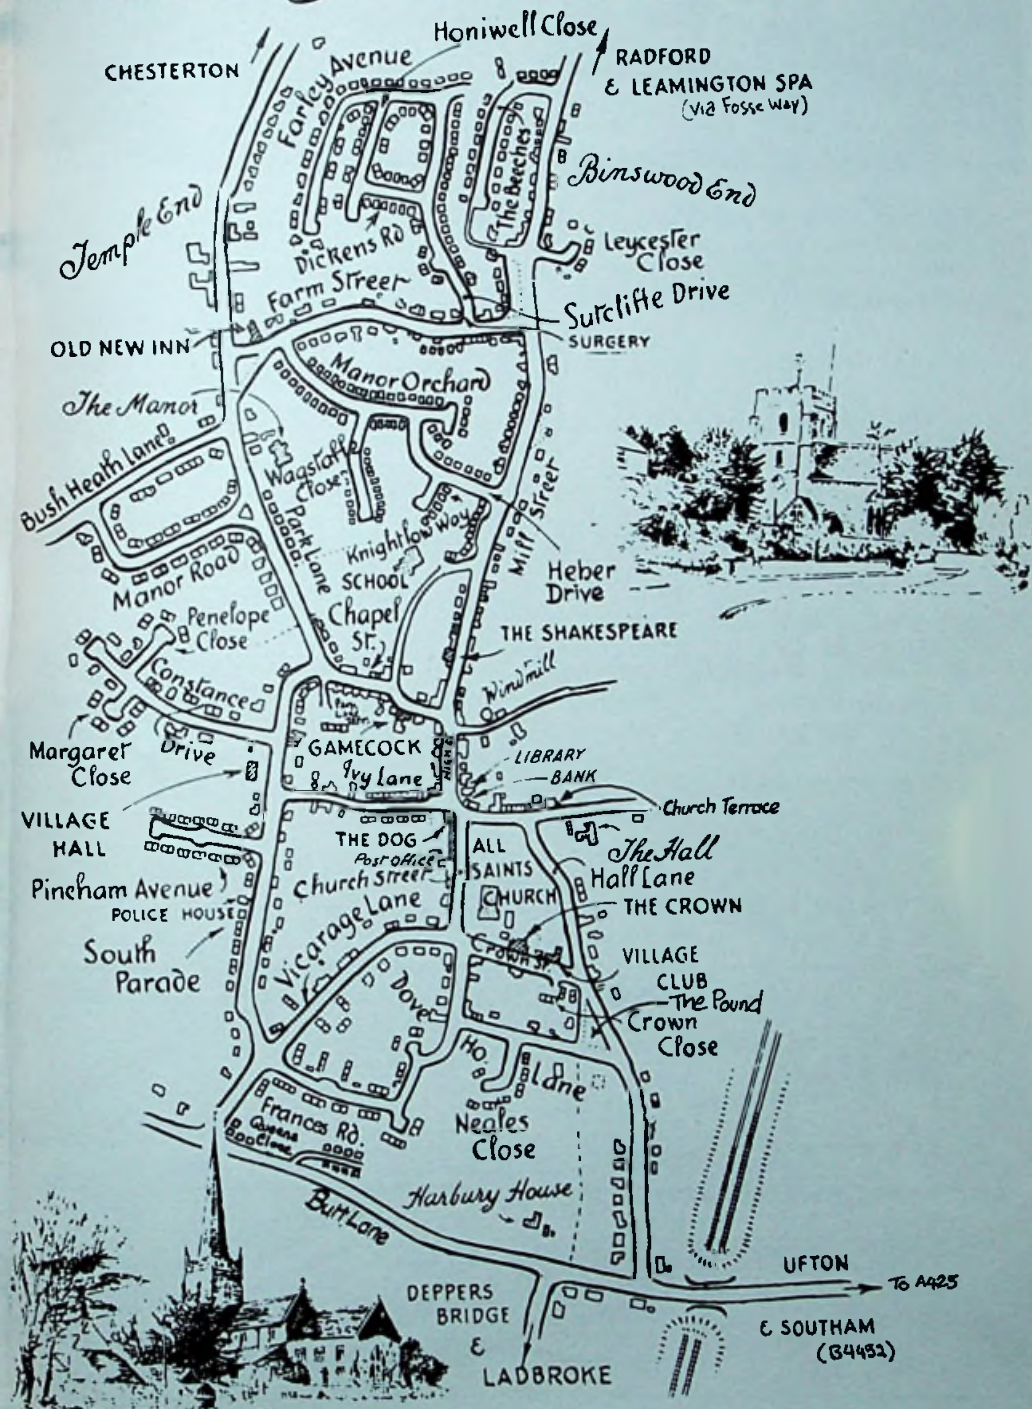 Honiwell Close
CHESTERTON
Farley Avenue
RADFORD
& LEAMINGTON SPA
(Via Fosse Way)
The Beeches
Binswood End
Temple End
Dickens Rd
Leycester
Close
Farm Street
Sutcliffe Drive
OLD NEW INN
SURGERY
Manor Orchard
The Manor
Wagstaffe
Close
Bush Heath Lane
Park Lane
Knightlow Way
Mill Street
Manor Road
SCHOOL
Heber
Drive
Penelope
Close
Chapel
St.
THE SHAKESPEARE
Constance
Drive
Windmill
Margaret
Close
GAMECOCK
HIGH
Ivy Lane
LIBRARY
BANK
Church Terrace
VILLAGE
HALL
THE DOG
Post Office
ALL
SAINTS
CHURCH
The Hall
Church Street
Hall Lane
Pincham Avenue
POLICE HOUSE
THE CROWN
Vicarage Lane
South
Parade
Crown St.
VILLAGE
CLUB
The Pound
Crown
Close
Dove
Ho.
Lane
Neales
Close
Frances Rd.
Queens
Close
Harbury House
Butt Lane
UFTON
To A425
DEPPERS
BRIDGE
&
LADBROKE
& SOUTHAM
(B4452)